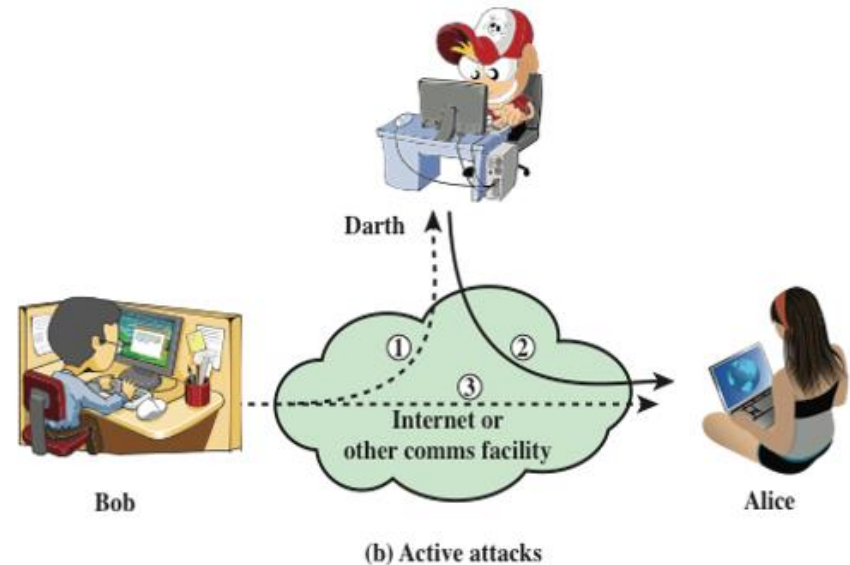 Darth
①
②
③
Internet or
other comms facility
Bob
Alice
(b) Active attacks